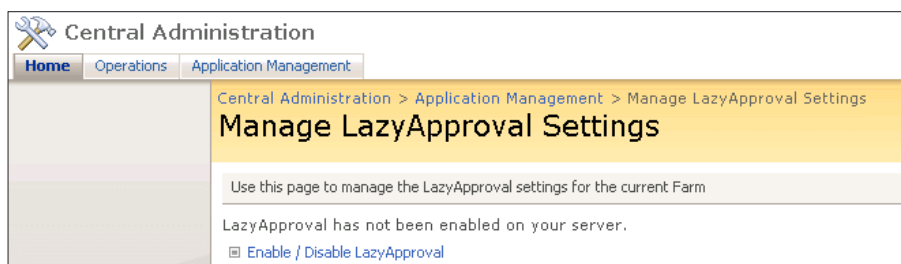 Central Administration
Home Operations Application Management
Central Administration > Application Management > Manage LazyApproval Settings
Manage LazyApproval Settings
Use this page to manage the LazyApproval settings for the current Farm
LazyApproval has not been enabled on your server.
Enable / Disable LazyApproval